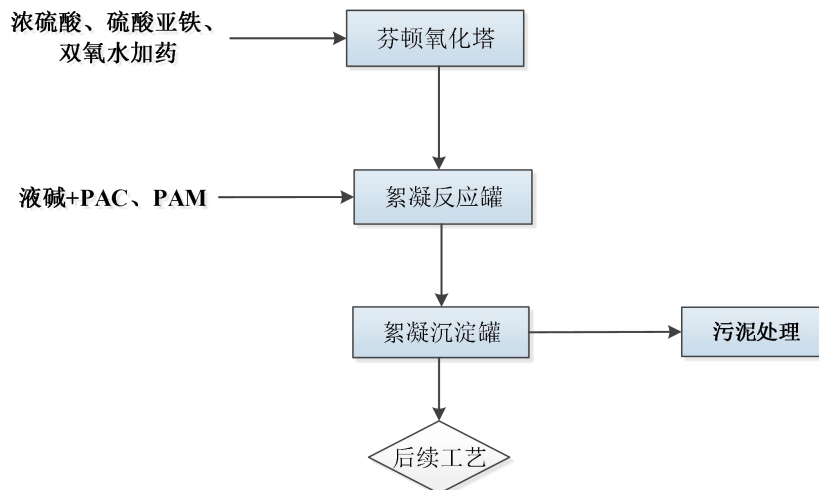 浓硫酸、硫酸亚铁、
双氧水加药
芬顿氧化塔
液碱+PAC、PAM
絮凝反应罐
絮凝沉淀罐
污泥处理
后续工艺